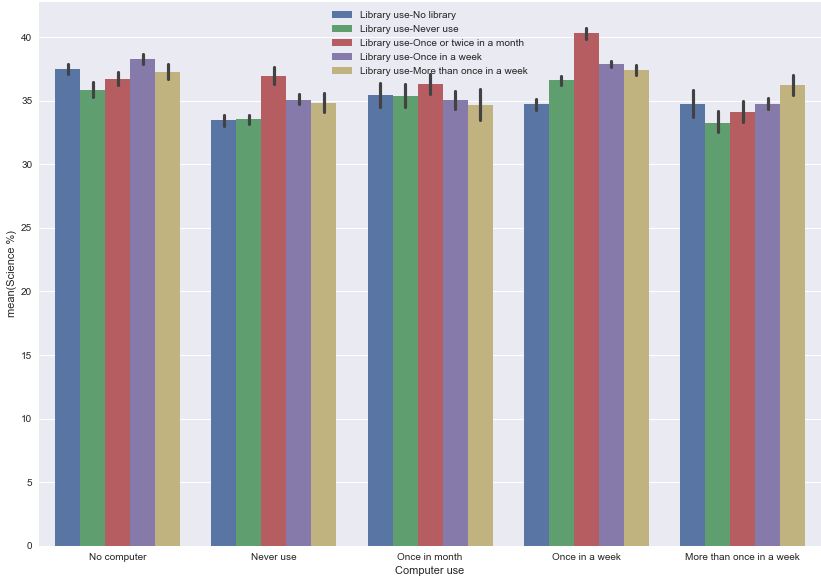 Library use-No library
Library use-Never use
Library use-Once or twice in a month
Library use-Once in a week
Library use-More than once in a week
40
35
30
25
20
15
10
5
0
mean(Science %)
No computer Never use Once in month Once in a week More than once in a week
Computer use